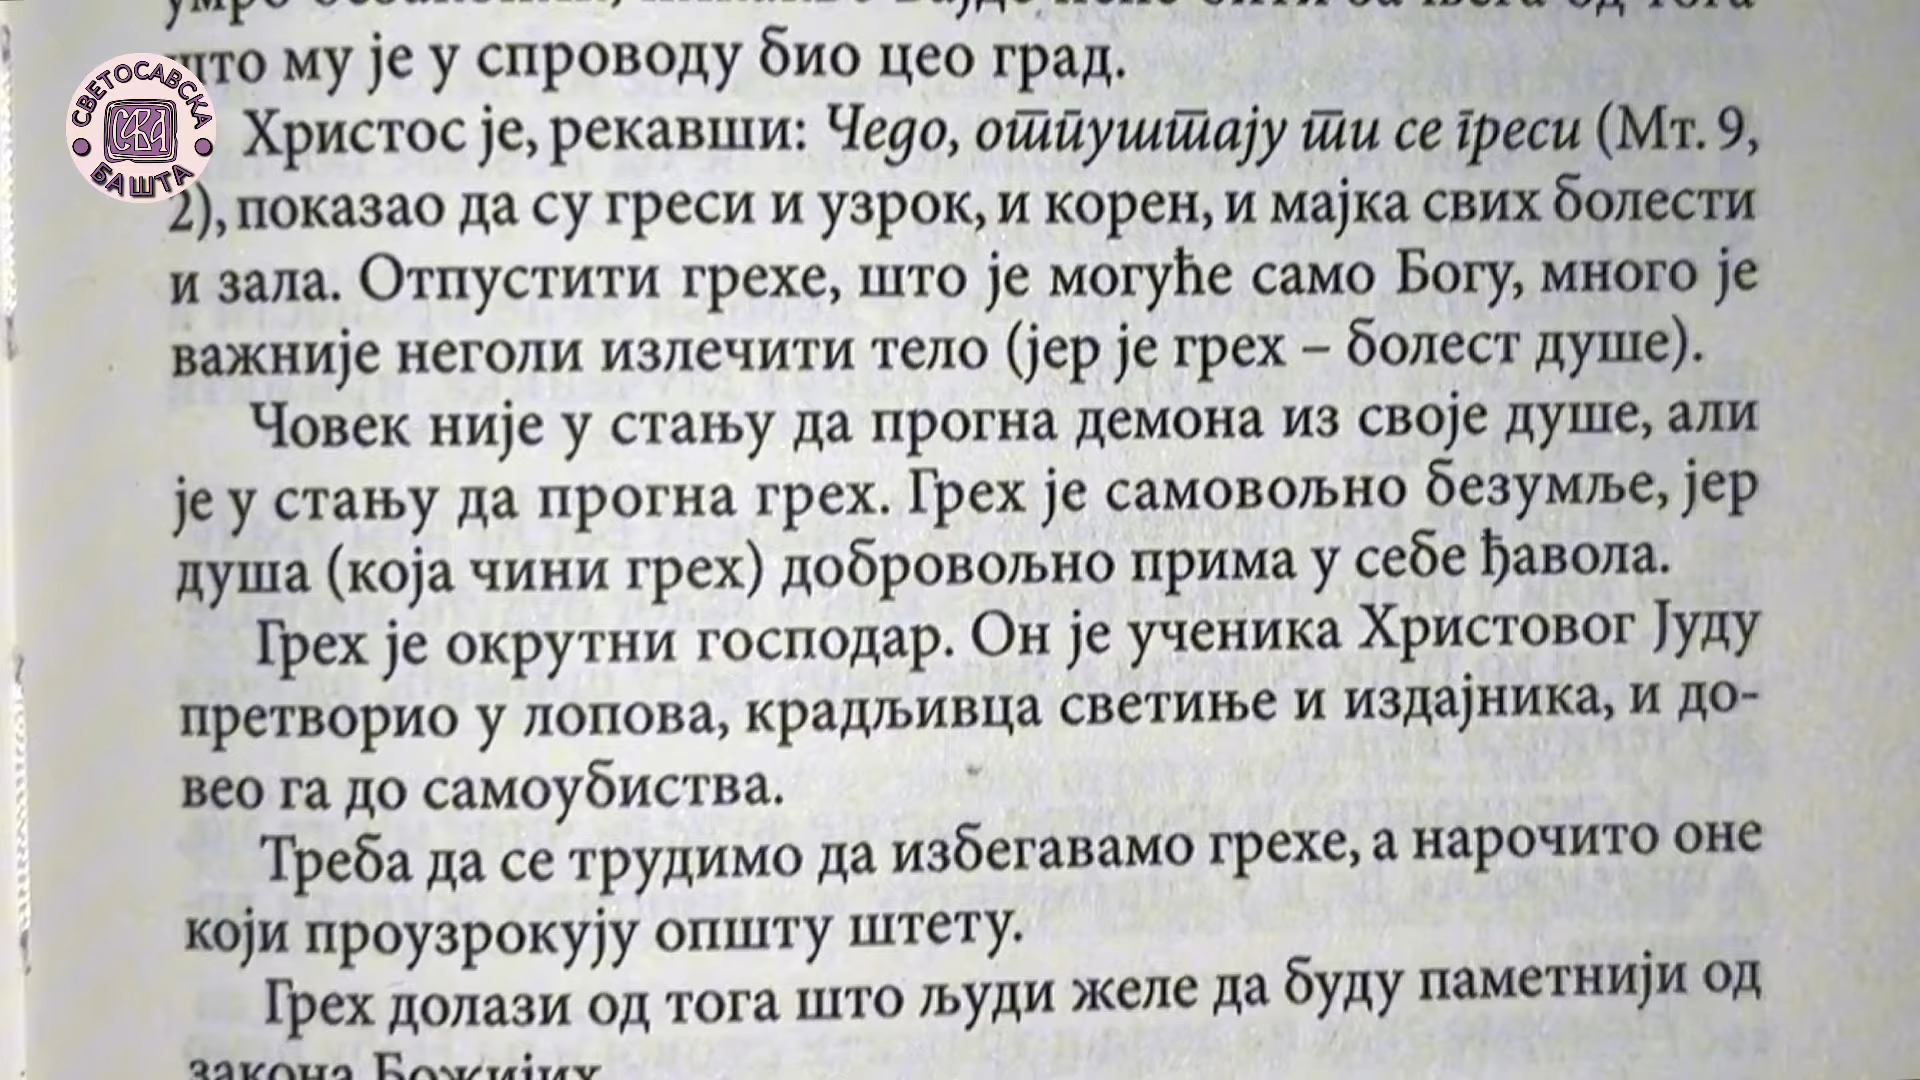 што му је у спроводу био цео град.
СВЕТОСАВСКА
БАШТА
Христос је, рекавши: Чедо, отпуштају ти се греси (Мт. 9,
2), показао да су греси и узрок, и корен, и мајка свих болести
и зала. Отпустити грехе, што је могуће само Богу, много је
важније неголи излечити тело (јер је грех – болест душе).
Човек није у стању да прогна демона из своје душе, али
је у стању да прогна грех. Грех је самовољно безумље, јер
душа (која чини грех) добровољно прима у себе ђавола.
Грех је окрутни господар. Он је ученика Христовог Јуду
претворио у лопова, крадљивца светиње и издајника, и до-
вео га до самоубиства.
Треба да се трудимо да избегавамо грехе, а нарочито оне
који проузрокују општу штету.
Грех долази од тога што људи желе да буду паметнији од
закона Божијих